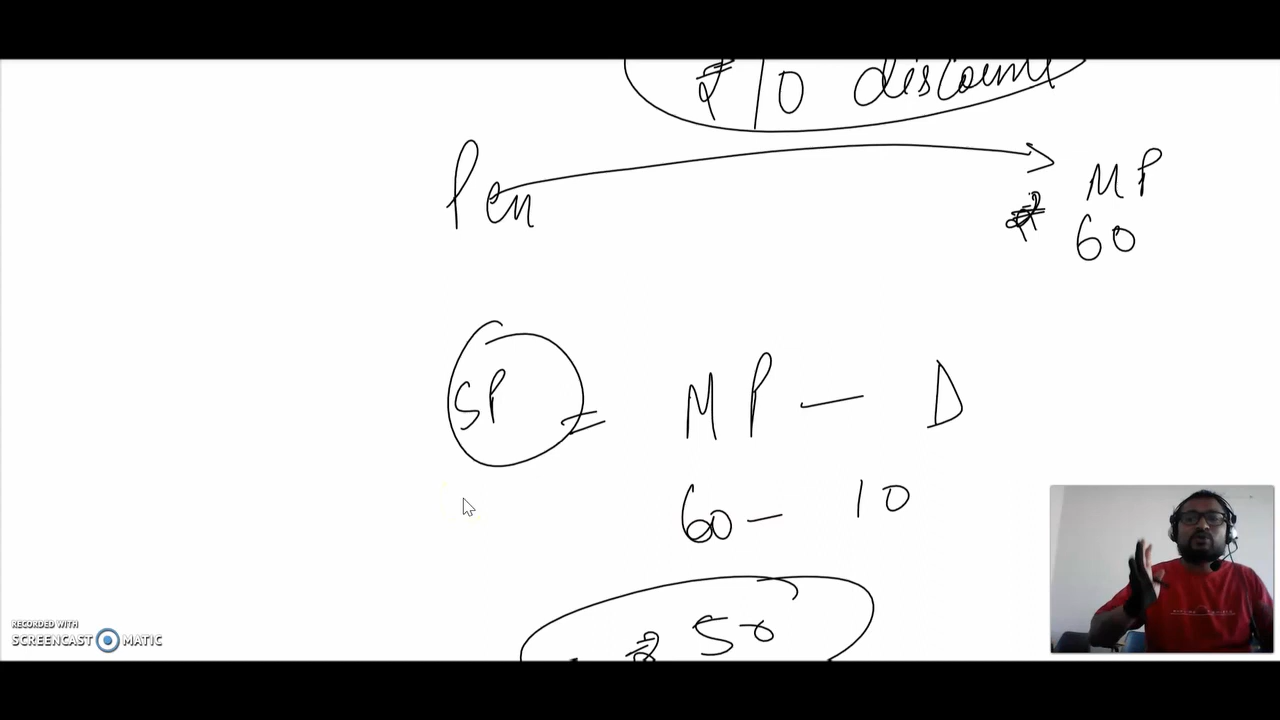 ₹ 10 discount
Pen
MP
₹ 60
SP = MP — D
60 — 10
₹ 50
RECORDED WITH
SCREENCAST MATIC